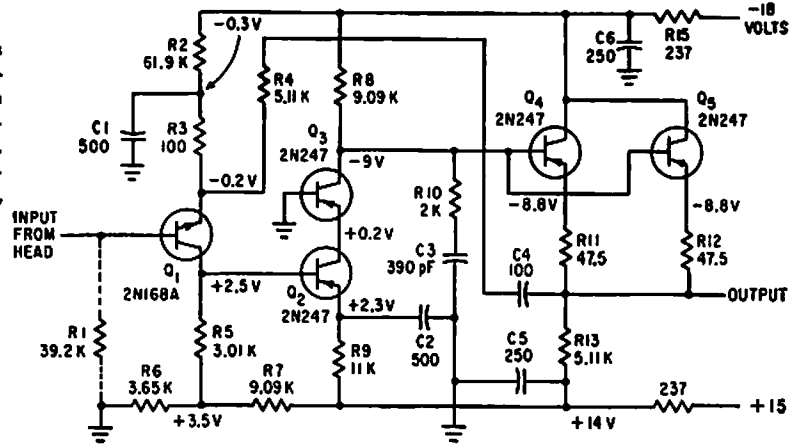 -18
VOLTS
-0.3V
R2
61.9 K
C6
250
R15
237
R4
5.11 K
R8
9.09 K
C1
500
R3
100
Q3
2N247
Q4
2N247
Q5
2N247
-9V
-0.2V
R10
2K
-8.8V
-8.8V
INPUT
FROM
HEAD
+0.2V
R11
47.5
R12
47.5
Q1
2N168A
C3
390 pF
C4
100
+2.5V
Q2
2N247
+2.3V
OUTPUT
R1
39.2 K
R5
3.01 K
C2
500
C5
250
R13
5.11K
R9
11 K
R6
3.65 K
R7
9.09K
237
+15
+3.5V
+14V